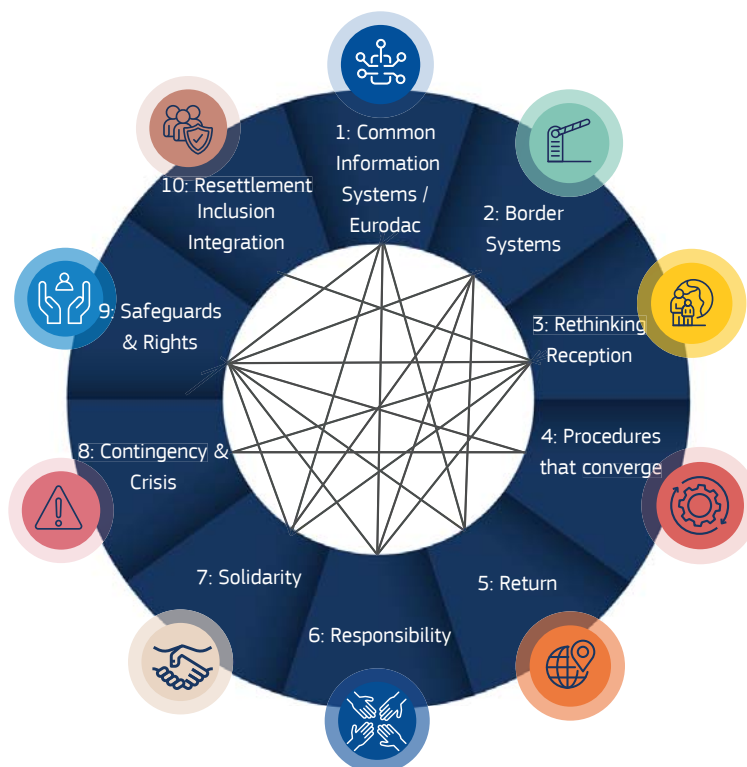 1: Common
Information
Systems /
Eurodac
2: Border
Systems
3: Rethinking
Reception
4: Procedures
that converge
5: Return
6: Responsibility
7: Solidarity
8: Contingency &
Crisis
9: Safeguards
& Rights
10: Resettlement
Inclusion
Integration